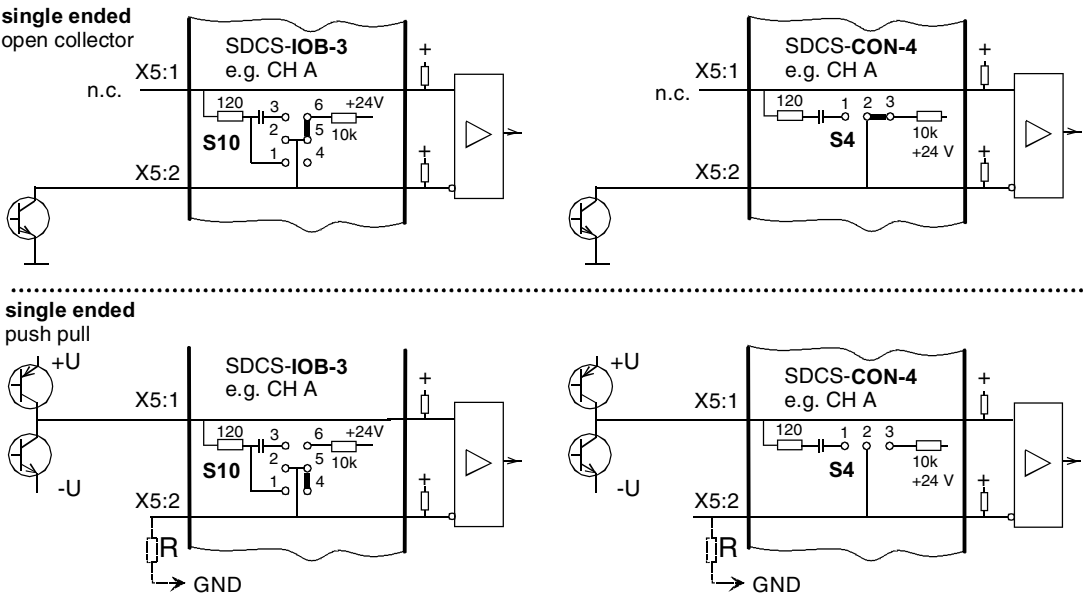 single ended
open collector
SDCS-IOB-3
e.g. CH A
X5:1
n.c.
+
120
3
6
+24V
2
5
10k
S10
1
4
+
X5:2
SDCS-CON-4
e.g. CH A
X5:1
n.c.
+
120
1 2 3
S4
10k
+24 V
+
X5:2
single ended
push pull
+U
SDCS-IOB-3
e.g. CH A
X5:1
+
120
3
6
+24V
2
5
10k
S10
1
4
-U
+
X5:2
R
GND
+U
SDCS-CON-4
e.g. CH A
X5:1
+
120
1 2 3
S4
10k
+24 V
-U
+
X5:2
R
GND